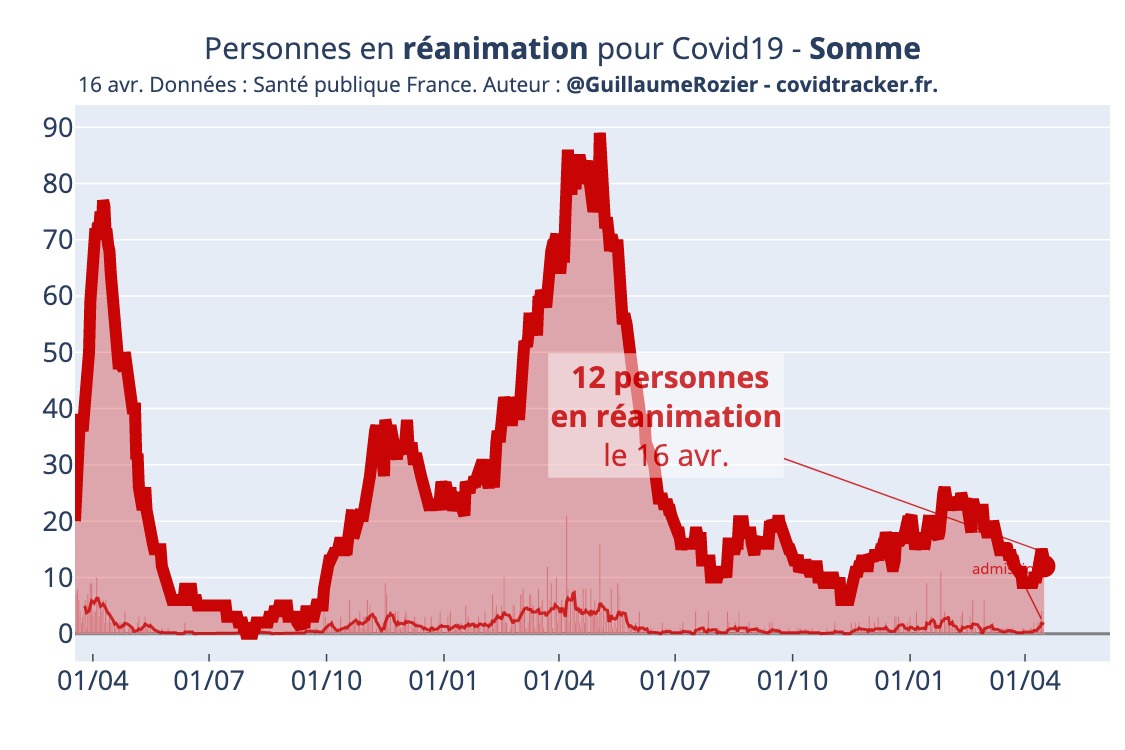 Personnes en réanimation pour Covid19 - Somme
16 avr. Données : Santé publique France. Auteur : @GuillaumeRozier - covidtracker.fr.
90
80
70
60
50
40
30
20
10
0
12 personnes
en réanimation
le 16 avr.
01/04 01/07 01/10 01/01 01/04 01/07 01/10 01/01 01/04